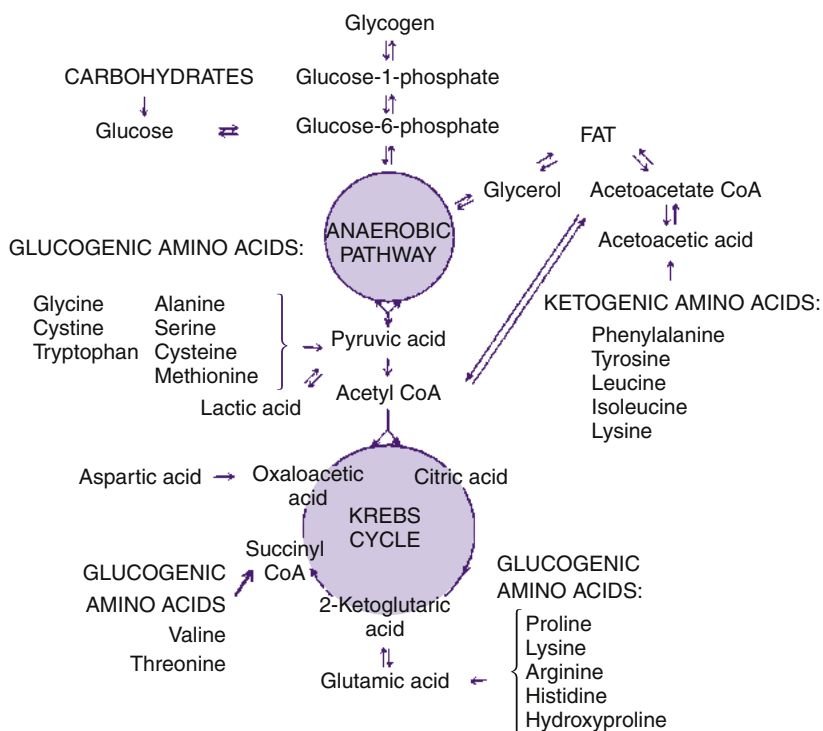 Glycogen
Glucose-1-phosphate
CARBOHYDRATES
Glucose
Glucose-6-phosphate
FAT
Glycerol
Acetoacetate CoA
Acetoacetic acid
ANAEROBIC
PATHWAY
GLUCOGENIC AMINO ACIDS:
Glycine
Cystine
Tryptophan
Alanine
Serine
Cysteine
Methionine
KETOGENIC AMINO ACIDS:
Phenylalanine
Tyrosine
Leucine
Isoleucine
Lysine
Pyruvic acid
Acetyl CoA
Lactic acid
Aspartic acid
Oxaloacetic
acid
Citric acid
KREBS
CYCLE
Succinyl
CoA
GLUCOGENIC
AMINO ACIDS
Valine
Threonine
2-Ketoglutaric
acid
Glutamic acid
GLUCOGENIC
AMINO ACIDS:
Proline
Lysine
Arginine
Histidine
Hydroxyproline